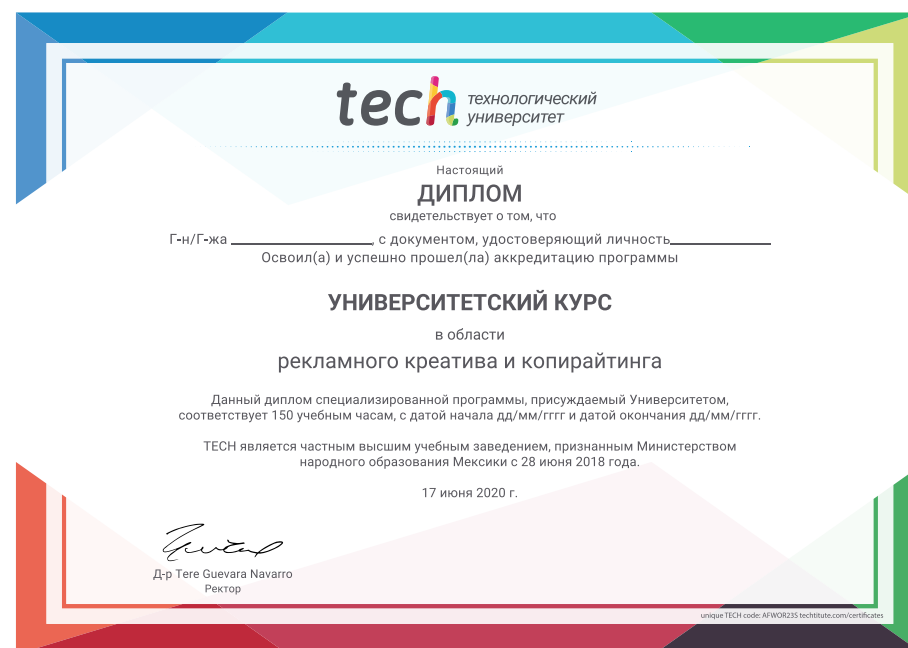 tech технологический
университет
Настоящий
ДИПЛОМ
свидетельствует о том, что
Г-н/Г-жа ____________________, с документом, удостоверяющий личность______________
Освоил(а) и успешно прошел(ла) аккредитацию программы
УНИВЕРСИТЕТСКИЙ КУРС
в области
рекламного креатива и копирайтинга
Данный диплом специализированной программы, присуждаемый Университетом,
соответствует 150 учебным часам, с датой начала дд/мм/гггг и датой окончания дд/мм/гггг.
TECH является частным высшим учебным заведением, признанным Министерством
народного образования Мексики с 28 июня 2018 года.
17 июня 2020 г.
Д-р Tere Guevara Navarro
Ректор
unique TECH code: AFWOR23S techtitute.com/certificates